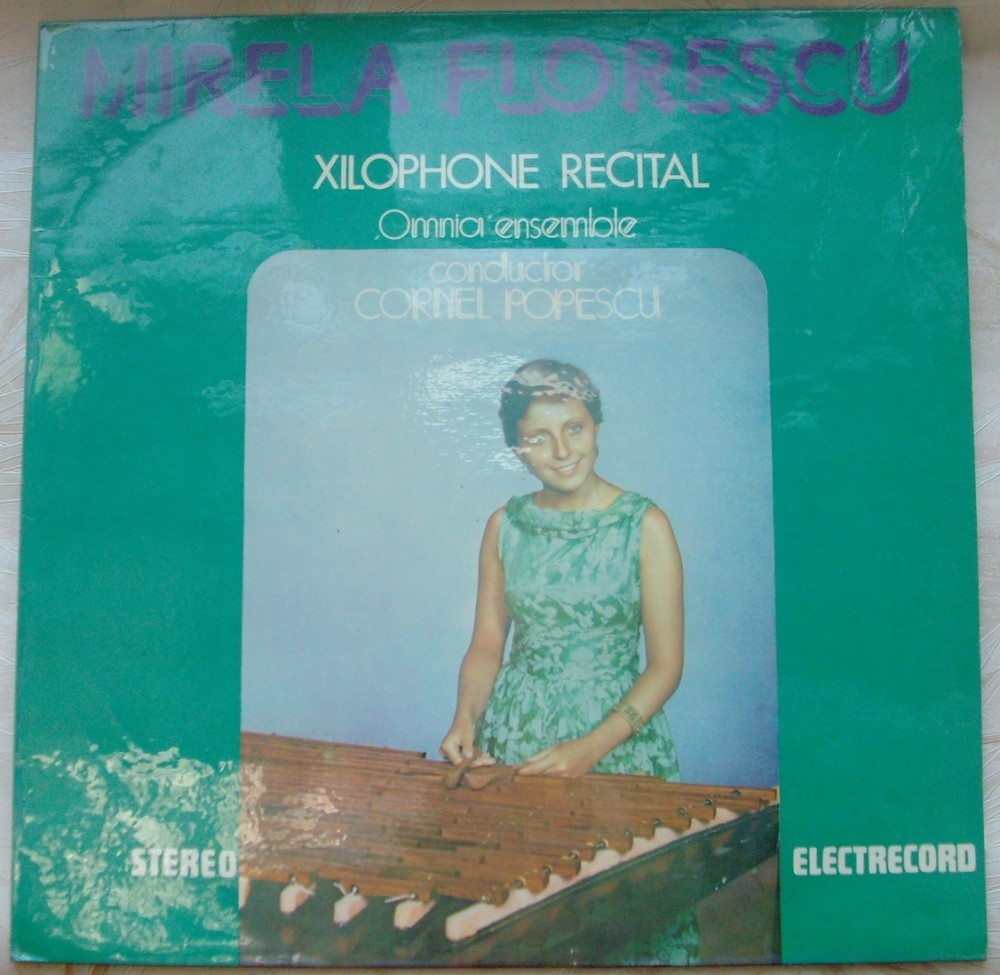 MIRELA FLORESCU
XILOPHONE RECITAL
Omnia ensemble
conductor
CORNEL POPESCU
STEREO
ELECTRECORD